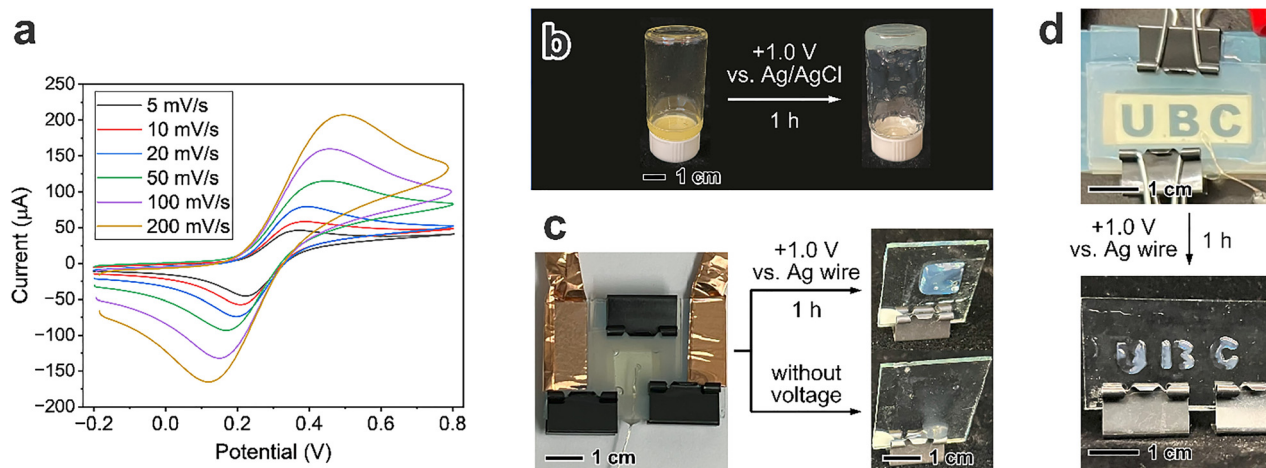 a
250
200
150
100
50
0
−50
−100
−150
−200
Current (µA)
5 mV/s
10 mV/s
20 mV/s
50 mV/s
100 mV/s
200 mV/s
−0.2
0.0
0.2
0.4
0.6
0.8
Potential (V)
b
+1.0 V
vs. Ag/AgCl
1 h
1 cm
c
+1.0 V
vs. Ag wire
1 h
without
voltage
1 cm
1 cm
d
UBC
1 cm
+1.0 V
vs. Ag wire
1 h
UBC
1 cm